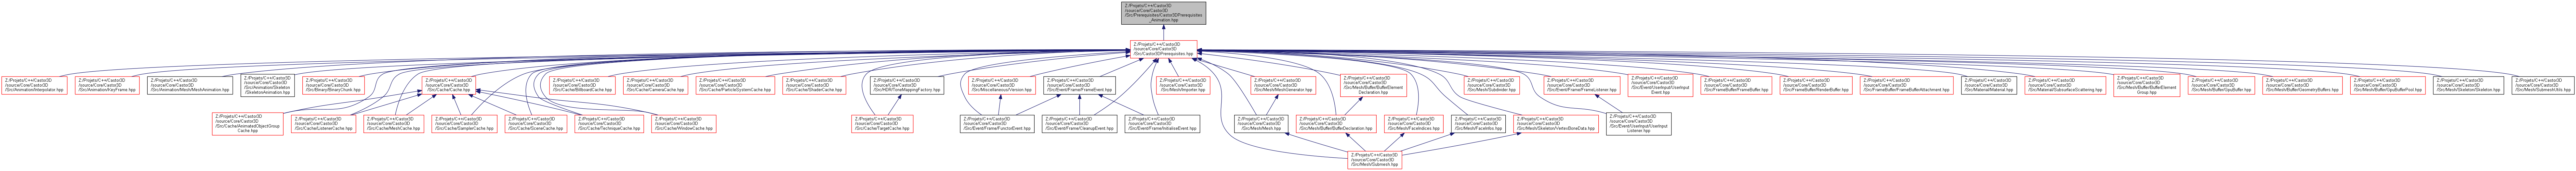 Z:/Projets/C++/Castor3D
/source/Core/Castor3D
/Src/Prerequisites/Castor3DPrerequisites
_Animation.hpp
Z:/Projets/C++/Castor3D
/source/Core/Castor3D
/Src/Castor3DPrerequisites.hpp
Z:/Projets/C++/Castor3D
/source/Core/Castor3D
/Src/Animation/Interpolator.hpp
Z:/Projets/C++/Castor3D
/source/Core/Castor3D
/Src/Animation/KeyFrame.hpp
Z:/Projets/C++/Castor3D
/source/Core/Castor3D
/Src/Animation/Mesh/MeshAnimation.hpp
Z:/Projets/C++/Castor3D
/source/Core/Castor3D
/Src/Animation/Skeleton
/SkeletonAnimation.hpp
Z:/Projets/C++/Castor3D
/source/Core/Castor3D
/Src/Binary/BinaryChunk.hpp
Z:/Projets/C++/Castor3D
/source/Core/Castor3D
/Src/Cache/Cache.hpp
Z:/Projets/C++/Castor3D
/source/Core/Castor3D
/Src/Cache/BillboardCache.hpp
Z:/Projets/C++/Castor3D
/source/Core/Castor3D
/Src/Cache/CameraCache.hpp
Z:/Projets/C++/Castor3D
/source/Core/Castor3D
/Src/Cache/ParticleSystemCache.hpp
Z:/Projets/C++/Castor3D
/source/Core/Castor3D
/Src/Cache/ShaderCache.hpp
Z:/Projets/C++/Castor3D
/source/Core/Castor3D
/Src/HDR/ToneMappingFactory.hpp
Z:/Projets/C++/Castor3D
/source/Core/Castor3D
/Src/Miscellaneous/Version.hpp
Z:/Projets/C++/Castor3D
/source/Core/Castor3D
/Src/Event/Frame/FrameEvent.hpp
Z:/Projets/C++/Castor3D
/source/Core/Castor3D
/Src/Mesh/Importer.hpp
Z:/Projets/C++/Castor3D
/source/Core/Castor3D
/Src/Mesh/MeshGenerator.hpp
Z:/Projets/C++/Castor3D
/source/Core/Castor3D
/Src/Mesh/Buffer/BufferElement
Declaration.hpp
Z:/Projets/C++/Castor3D
/source/Core/Castor3D
/Src/Mesh/Subdivider.hpp
Z:/Projets/C++/Castor3D
/source/Core/Castor3D
/Src/Event/Frame/FrameListener.hpp
Z:/Projets/C++/Castor3D
/source/Core/Castor3D
/Src/Event/UserInput/UserInput
Event.hpp
Z:/Projets/C++/Castor3D
/source/Core/Castor3D
/Src/FrameBuffer/FrameBuffer.hpp
Z:/Projets/C++/Castor3D
/source/Core/Castor3D
/Src/FrameBuffer/RenderBuffer.hpp
Z:/Projets/C++/Castor3D
/source/Core/Castor3D
/Src/FrameBuffer/FrameBufferAttachment.hpp
Z:/Projets/C++/Castor3D
/source/Core/Castor3D
/Src/Material/Material.hpp
Z:/Projets/C++/Castor3D
/source/Core/Castor3D
/Src/Material/SubsurfaceScattering.hpp
Z:/Projets/C++/Castor3D
/source/Core/Castor3D
/Src/Mesh/Buffer/BufferElement
Group.hpp
Z:/Projets/C++/Castor3D
/source/Core/Castor3D
/Src/Mesh/Buffer/GpuBuffer.hpp
Z:/Projets/C++/Castor3D
/source/Core/Castor3D
/Src/Mesh/Buffer/GeometryBuffers.hpp
Z:/Projets/C++/Castor3D
/source/Core/Castor3D
/Src/Mesh/Buffer/GpuBufferPool.hpp
Z:/Projets/C++/Castor3D
/source/Core/Castor3D
/Src/Mesh/Skeleton/Skeleton.hpp
Z:/Projets/C++/Castor3D
/source/Core/Castor3D
/Src/Mesh/SubmeshUtils.hpp
Z:/Projets/C++/Castor3D
/source/Core/Castor3D
/Src/Cache/AnimatedObjectGroup
Cache.hpp
Z:/Projets/C++/Castor3D
/source/Core/Castor3D
/Src/Cache/ListenerCache.hpp
Z:/Projets/C++/Castor3D
/source/Core/Castor3D
/Src/Cache/MeshCache.hpp
Z:/Projets/C++/Castor3D
/source/Core/Castor3D
/Src/Cache/SamplerCache.hpp
Z:/Projets/C++/Castor3D
/source/Core/Castor3D
/Src/Cache/SceneCache.hpp
Z:/Projets/C++/Castor3D
/source/Core/Castor3D
/Src/Cache/TechniqueCache.hpp
Z:/Projets/C++/Castor3D
/source/Core/Castor3D
/Src/Cache/WindowCache.hpp
Z:/Projets/C++/Castor3D
/source/Core/Castor3D
/Src/Cache/TargetCache.hpp
Z:/Projets/C++/Castor3D
/source/Core/Castor3D
/Src/Event/Frame/FunctorEvent.hpp
Z:/Projets/C++/Castor3D
/source/Core/Castor3D
/Src/Event/Frame/CleanupEvent.hpp
Z:/Projets/C++/Castor3D
/source/Core/Castor3D
/Src/Event/Frame/InitialiseEvent.hpp
Z:/Projets/C++/Castor3D
/source/Core/Castor3D
/Src/Mesh/Mesh.hpp
Z:/Projets/C++/Castor3D
/source/Core/Castor3D
/Src/Mesh/Buffer/BufferDeclaration.hpp
Z:/Projets/C++/Castor3D
/source/Core/Castor3D
/Src/Mesh/FaceIndices.hpp
Z:/Projets/C++/Castor3D
/source/Core/Castor3D
/Src/Mesh/FaceInfos.hpp
Z:/Projets/C++/Castor3D
/source/Core/Castor3D
/Src/Mesh/Skeleton/VertexBoneData.hpp
Z:/Projets/C++/Castor3D
/source/Core/Castor3D
/Src/Event/UserInput/UserInput
Listener.hpp
Z:/Projets/C++/Castor3D
/source/Core/Castor3D
/Src/Mesh/Submesh.hpp